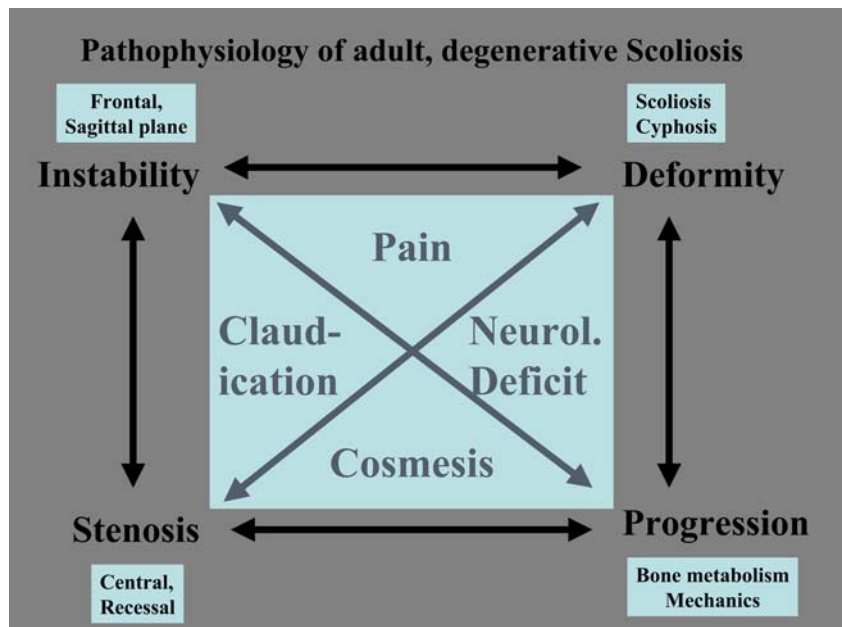 Pathophysiology of adult, degenerative Scoliosis
Frontal,
Sagittal plane
Scoliosis
Cyphosis
Instability
Deformity
Pain
Claud-
ication
Neurol.
Deficit
Cosmesis
Stenosis
Progression
Central,
Recessal
Bone metabolism
Mechanics